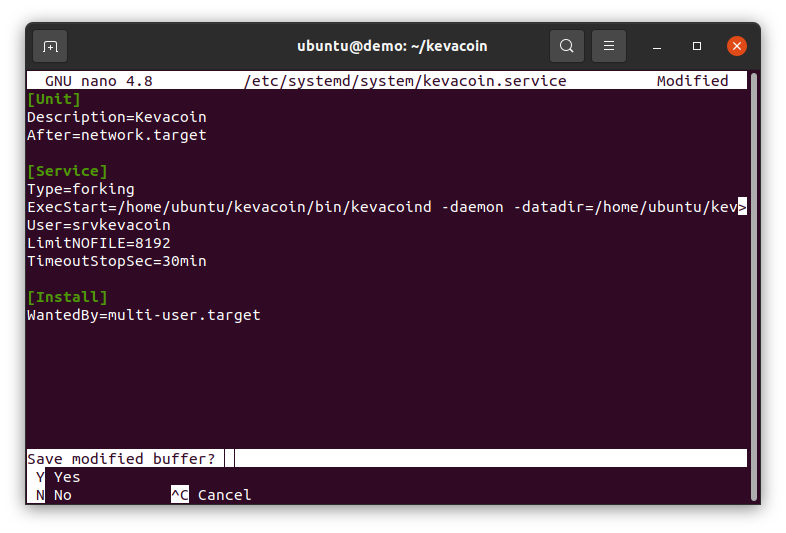 ubuntu@demo: ~/kevacoin
GNU nano 4.8 /etc/systemd/system/kevacoin.service Modified
[Unit]
Description=Kevacoin
After=network.target
[Service]
Type=forking
ExecStart=/home/ubuntu/kevacoin/bin/kevacoind -daemon -datadir=/home/ubuntu/kev>
User=srvkevacoin
LimitNOFILE=8192
TimeoutStopSec=30min
[Install]
WantedBy=multi-user.target
Save modified buffer?
Y Yes
N No ^C Cancel